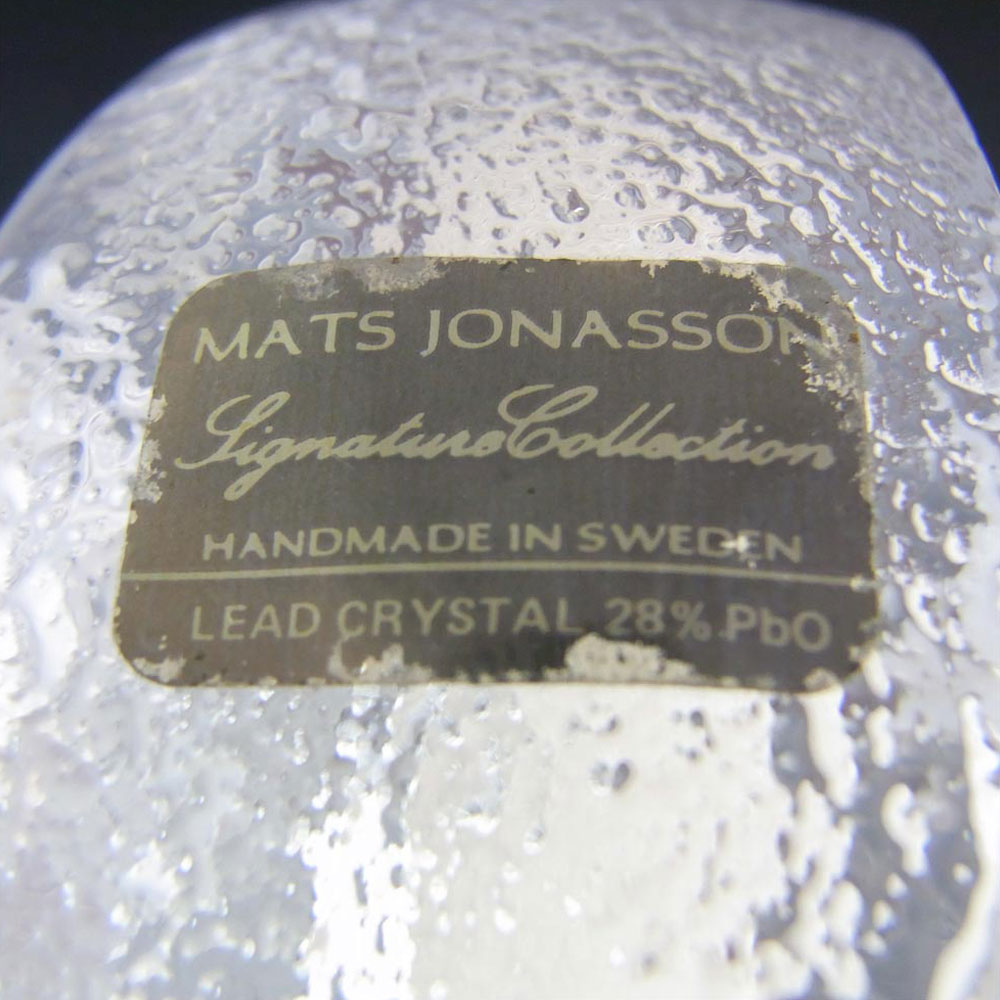 MATS JONASSON
Signature Collection
HANDMADE IN SWEDEN
LEAD CRYSTAL 28% PbO